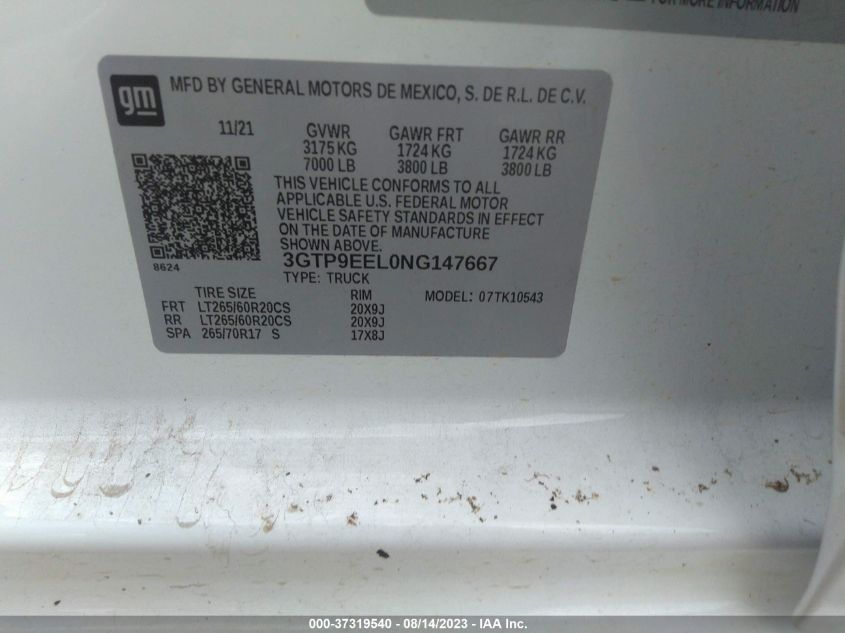 FOR MORE INFORMATION
gm
MFD BY GENERAL MOTORS DE MEXICO, S. DE R.L. DE C.V.
11/21 GVWR GAWR FRT GAWR RR
3175 KG 1724 KG 1724 KG
7000 LB 3800 LB 3800 LB
THIS VEHICLE CONFORMS TO ALL
APPLICABLE U.S. FEDERAL MOTOR
VEHICLE SAFETY STANDARDS IN EFFECT
ON THE DATE OF MANUFACTURE
SHOWN ABOVE.
8624
3GTP9EEL0NG147667
TYPE: TRUCK
TIRE SIZE RIM MODEL: 07TK10543
FRT LT265/60R20CS 20X9J
RR LT265/60R20CS 20X9J
SPA 265/70R17 S 17X8J
000-37319540 - 08/14/2023 - IAA Inc.